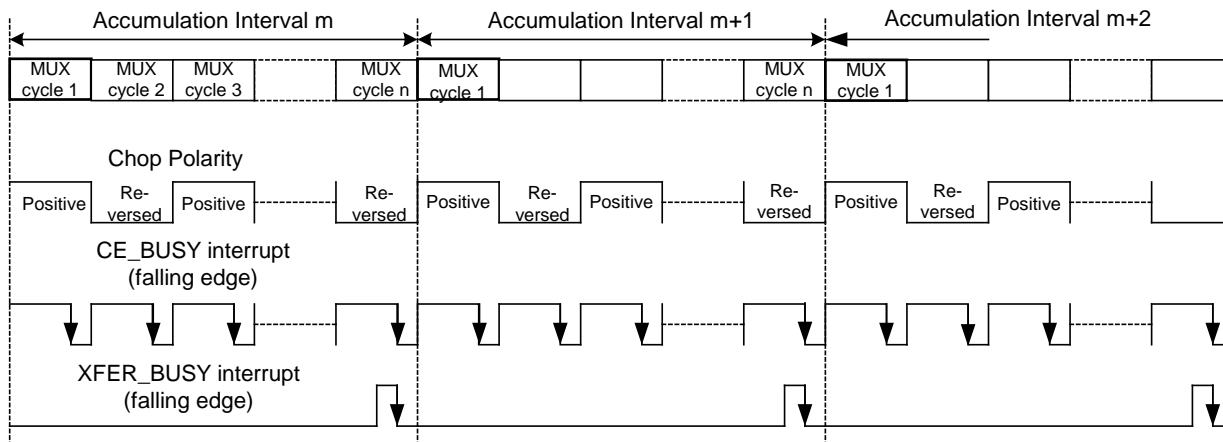 Accumulation Interval m
Accumulation Interval m+1
Accumulation Interval m+2
MUX cycle 1
MUX cycle 2
MUX cycle 3
MUX cycle n
MUX cycle 1
MUX cycle n
MUX cycle 1
Chop Polarity
Positive
Re-
versed
Positive
Re-
versed
Positive
Re-
versed
Positive
Re-
versed
Positive
Re-
versed
Positive
CE_BUSY interrupt
(falling edge)
XFER_BUSY interrupt
(falling edge)